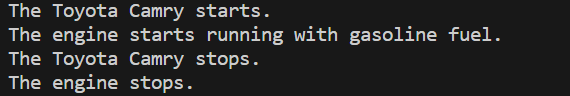 The Toyota Camry starts.
The engine starts running with gasoline fuel.
The Toyota Camry stops.
The engine stops.